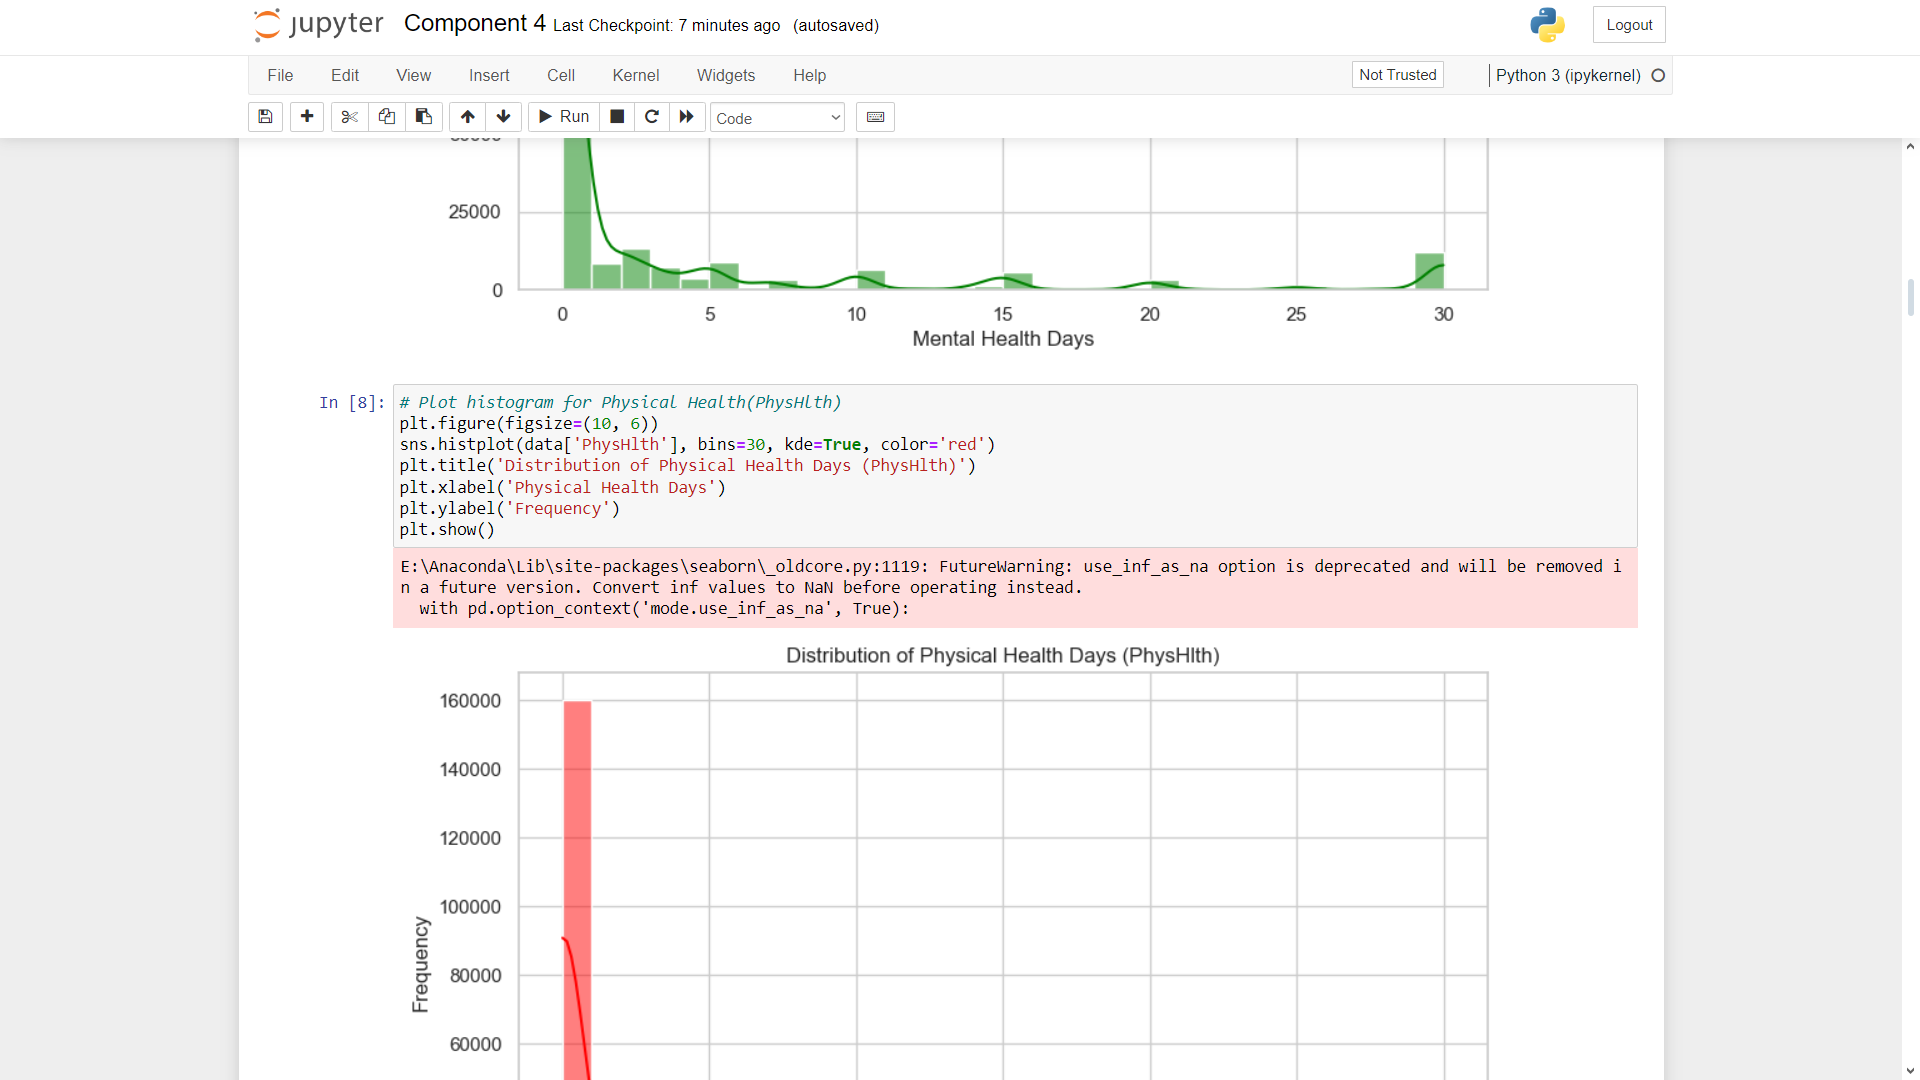 jupyter Component 4 Last Checkpoint: 7 minutes ago (autosaved)
Logout
File Edit View Insert Cell Kernel Widgets Help
Not Trusted
Python 3 (ipykernel)
Run
Code
25000
0
0 5 10 15 20 25 30
Mental Health Days
In [8]:
# Plot histogram for Physical Health(PhysHlth)
plt.figure(figsize=(10, 6))
sns.histplot(data['PhysHlth'], bins=30, kde=True, color='red')
plt.title('Distribution of Physical Health Days (PhysHlth)')
plt.xlabel('Physical Health Days')
plt.ylabel('Frequency')
plt.show()
E:\Anaconda\Lib\site-packages\seaborn\_oldcore.py:1119: FutureWarning: use_inf_as_na option is deprecated and will be removed i
n a future version. Convert inf values to NaN before operating instead.
with pd.option_context('mode.use_inf_as_na', True):
Distribution of Physical Health Days (PhysHlth)
160000
140000
120000
100000
80000
60000
Frequency